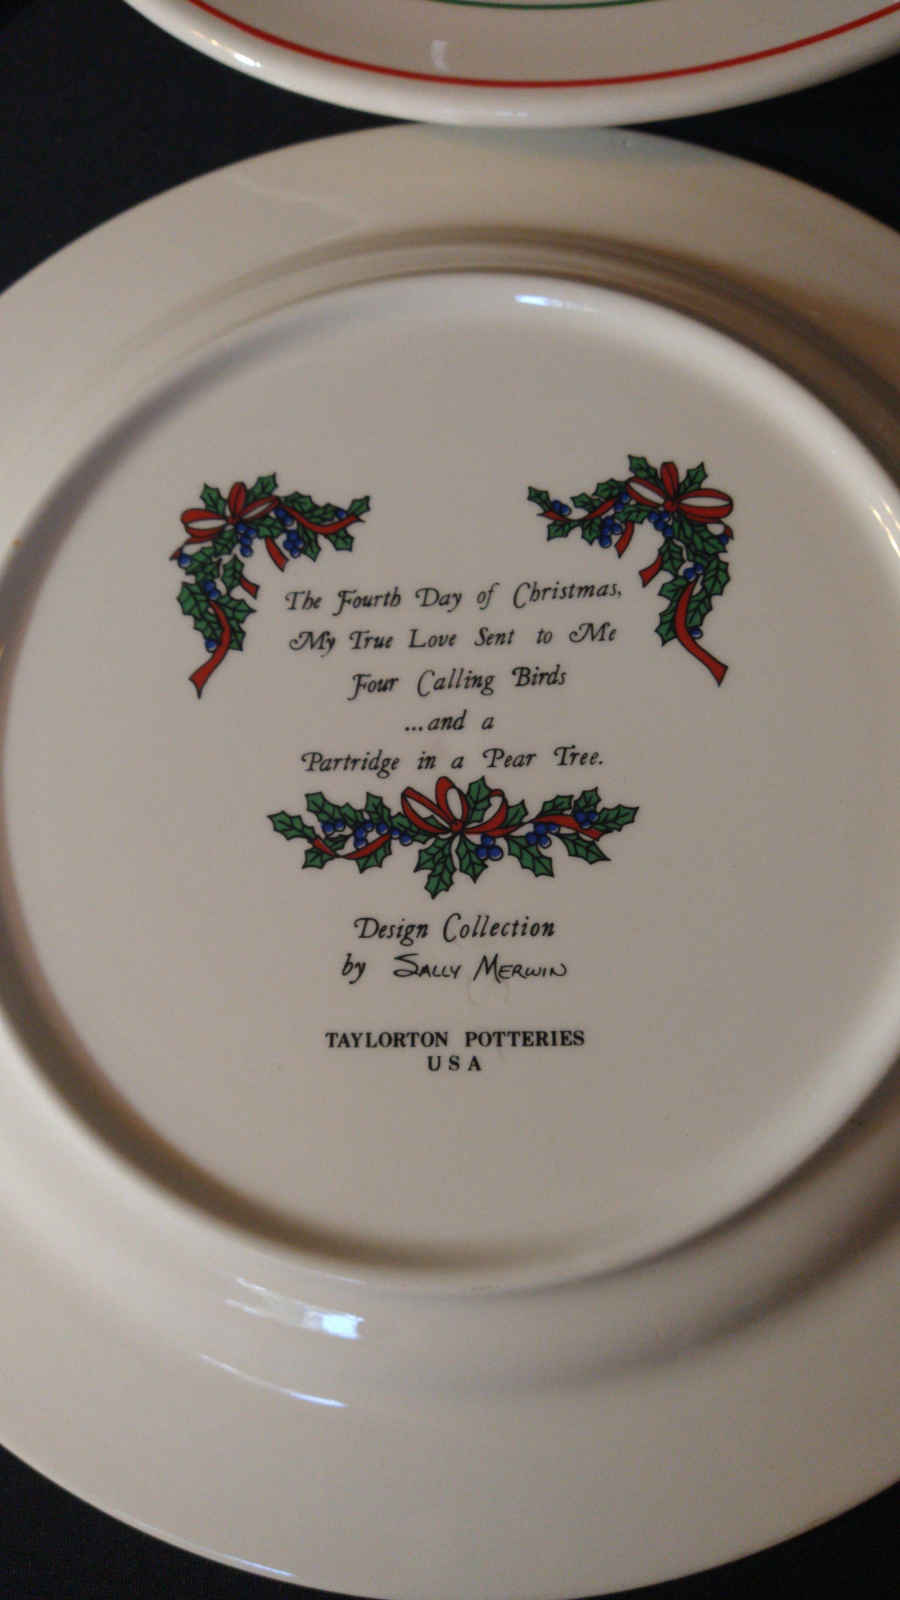 The Fourth Day of Christmas,
My True Love Sent to Me
Four Calling Birds
...and a
Partridge in a Pear Tree.
Design Collection
by Sally Merwin
TAYLORTON POTTERIES
USA